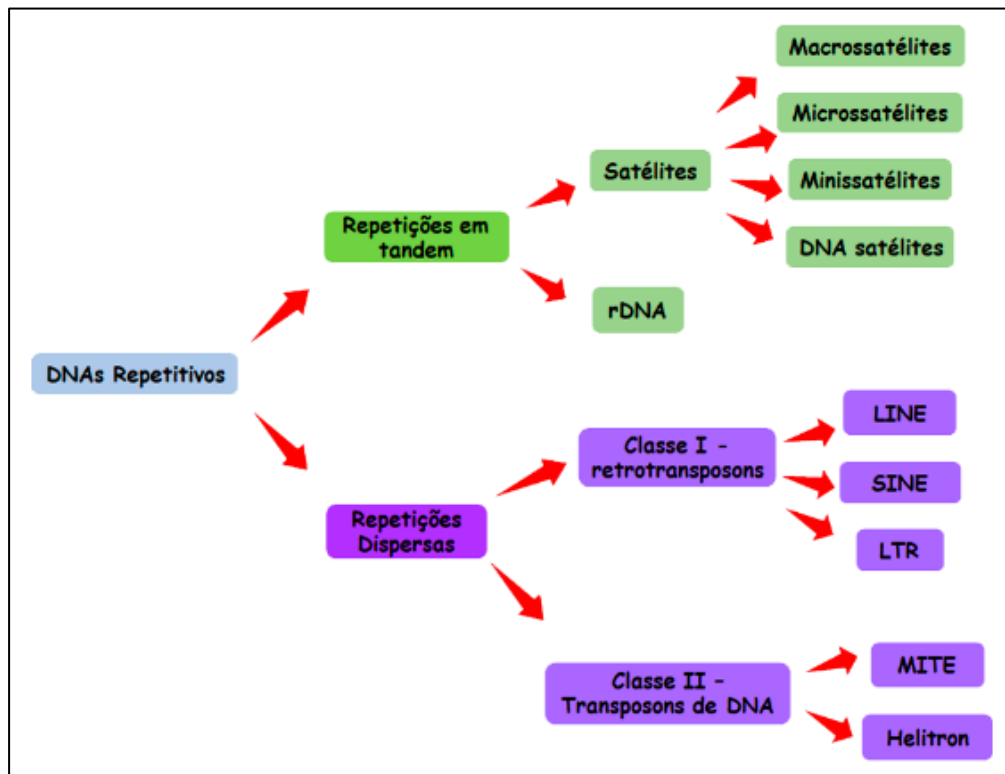 Macrossatélites
Microssatélites
Satélites
Minissatélites
Repetições em
tandem
DNA satélites
rDNA
DNAs Repetitivos
LINE
Classe I -
retrotransposons
SINE
Repetições
Dispersas
LTR
MITE
Classe II -
Transposons de DNA
Helitron